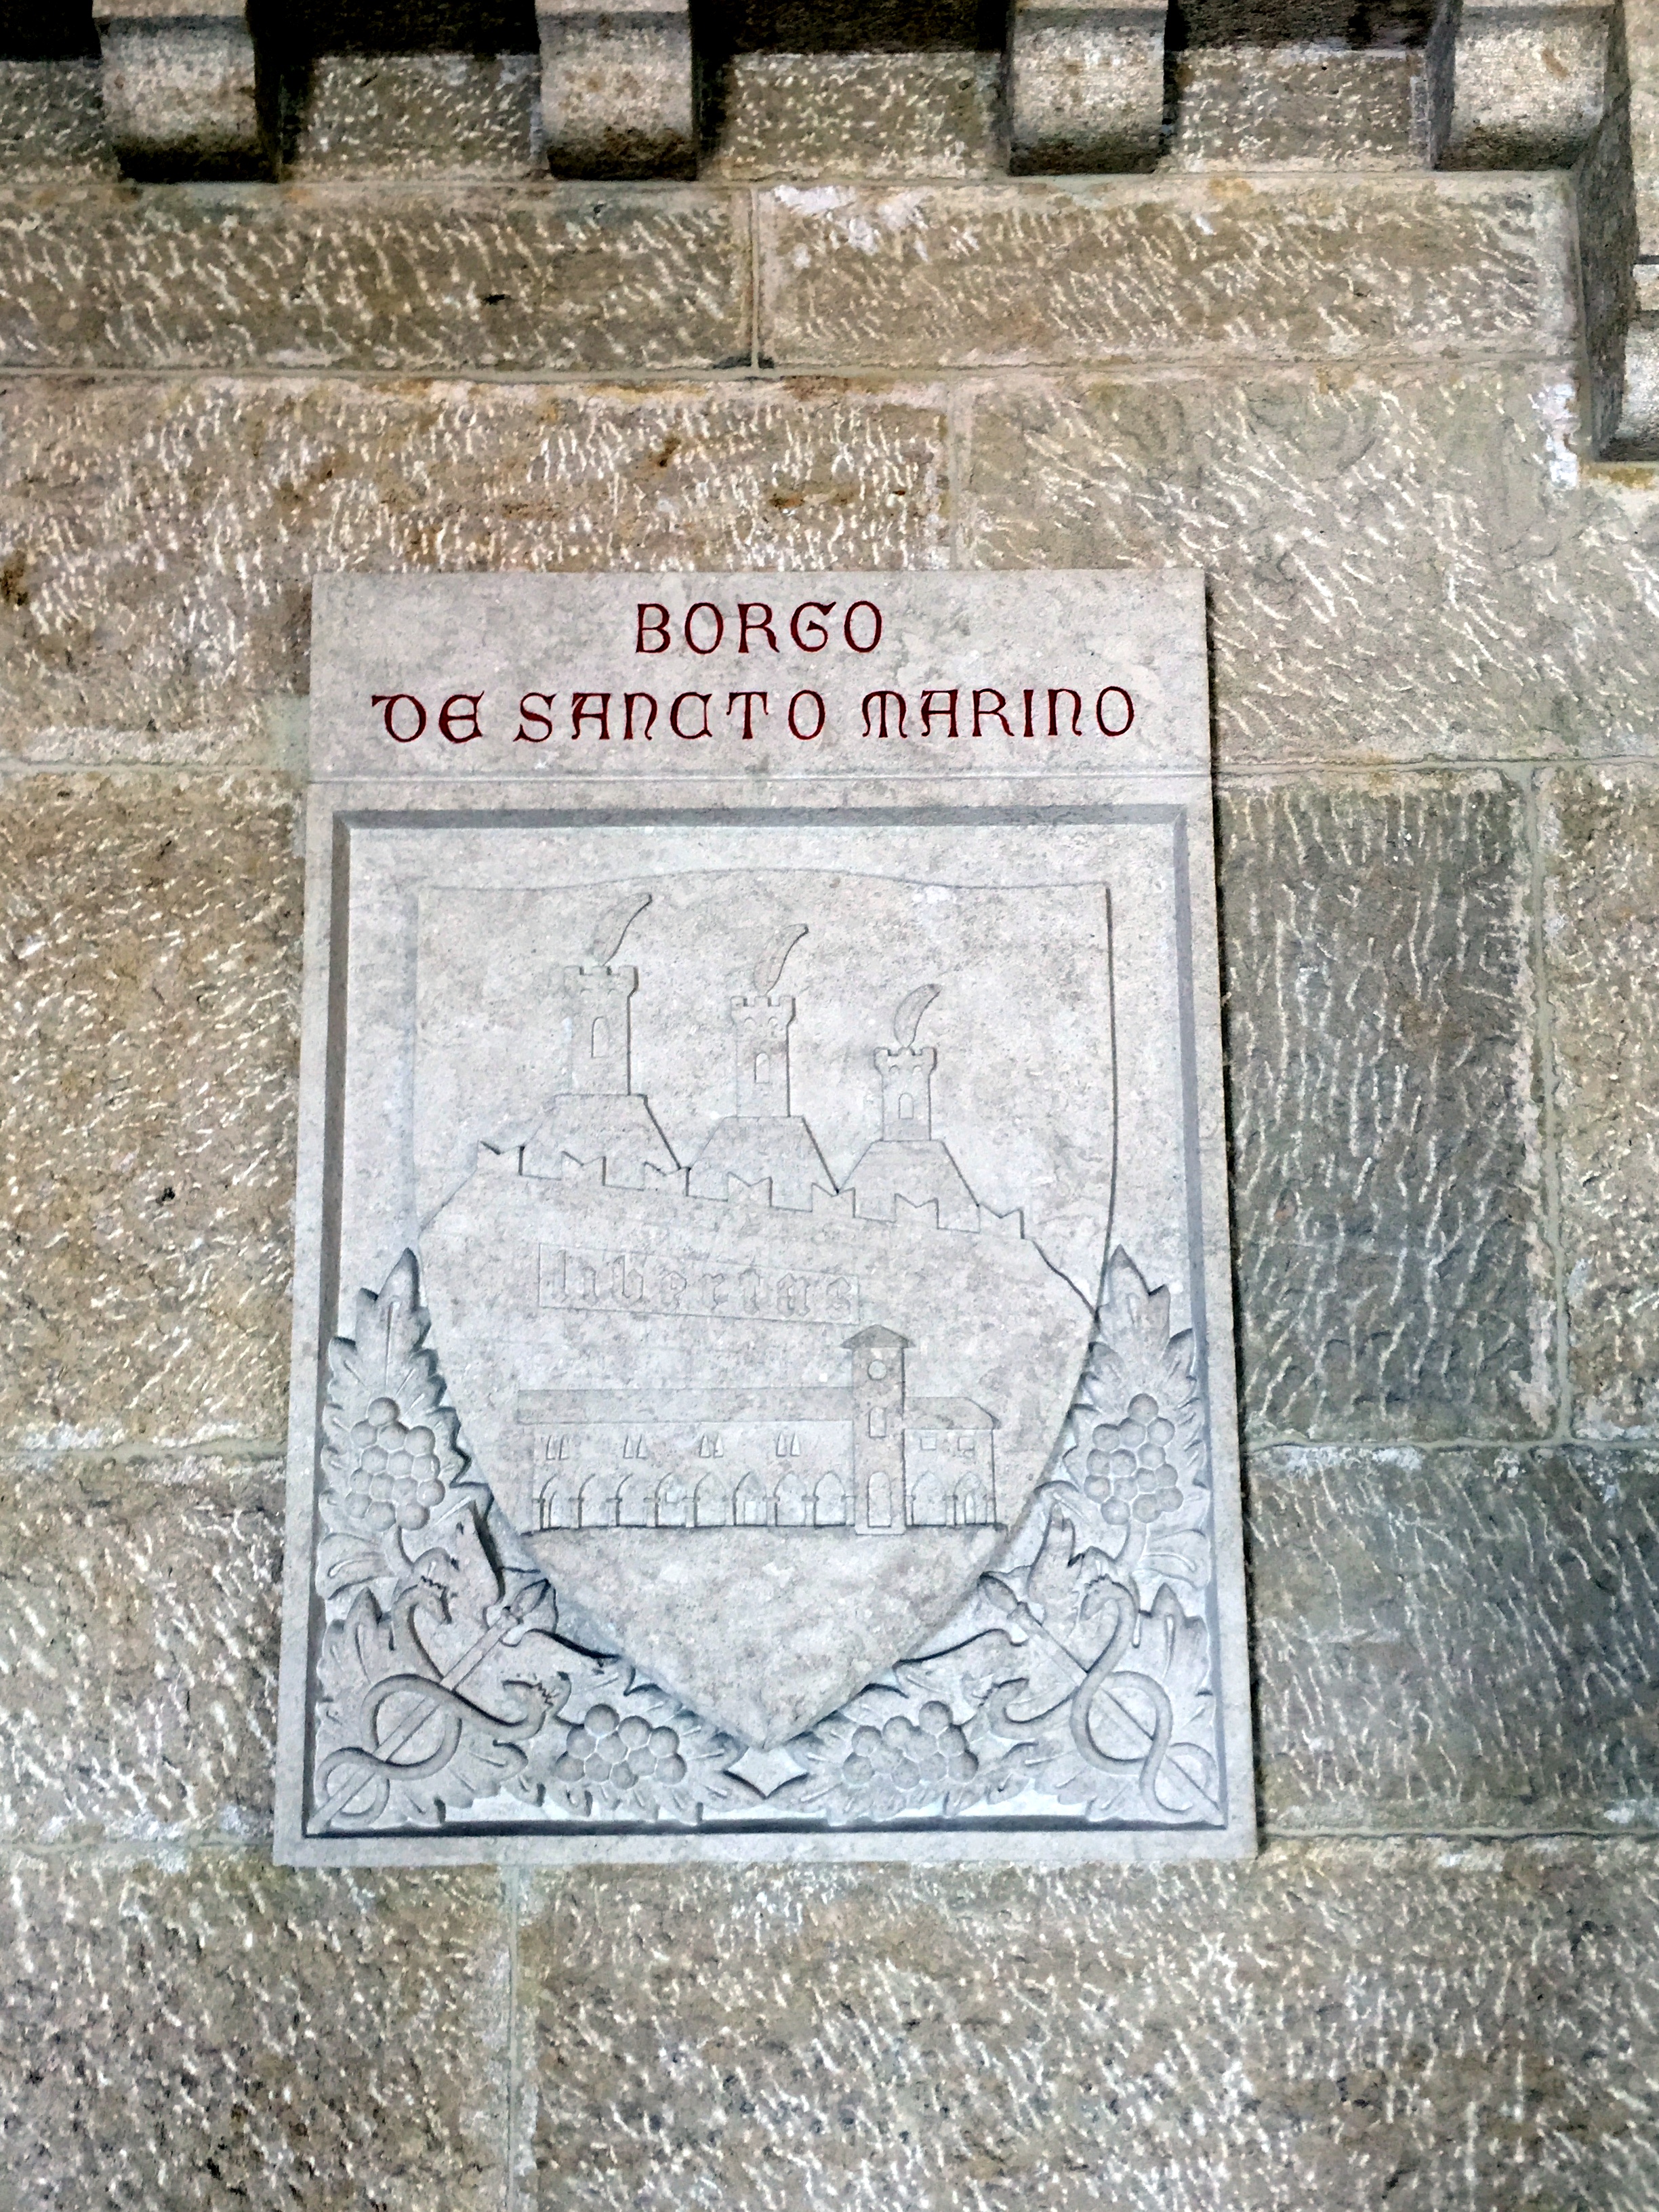 BORGO
DE SANCTO MARINO
libertas